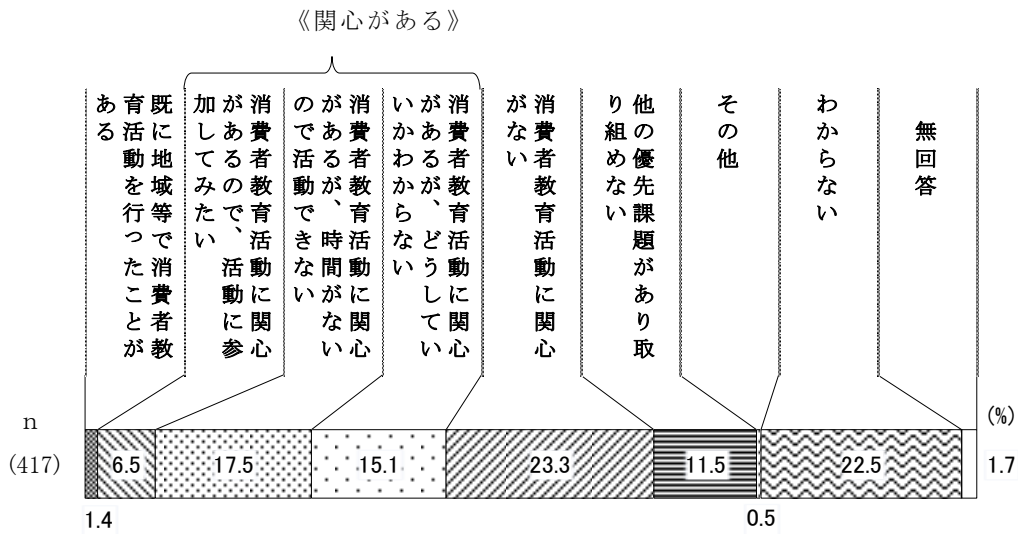 《関心がある》
既に地域等で消費者教
育活動を行ったことが
ある
消費者教育活動に関心
があるので、活動に参
加してみたい
消費者教育活動に関心
があるが、時間がない
ので活動できない
消費者教育活動に関心
があるが、どうしてい
いかわからない
消費者教育活動に関心
がない
他の優先課題があり取
り組めない
その他
わからない
無回答
n
(%)
(417)
6.5
17.5
15.1
23.3
11.5
22.5
1.7
1.4
0.5